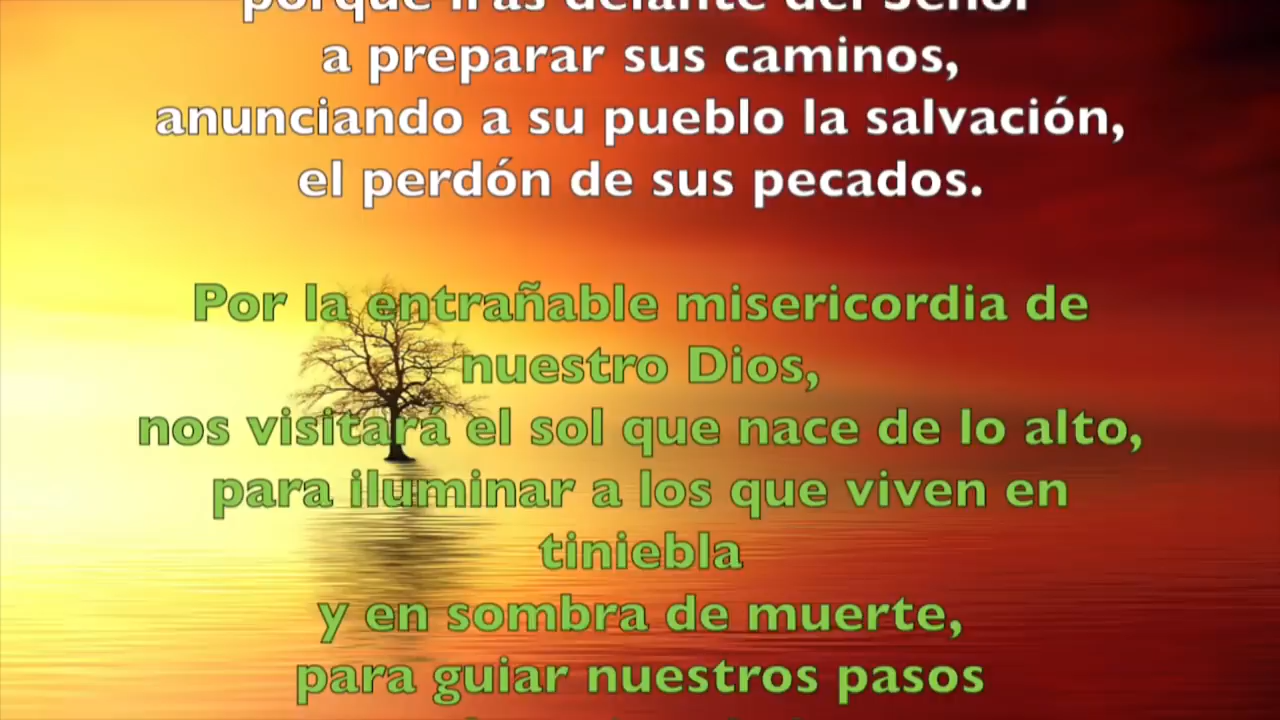 porque irás delante del Señor
a preparar sus caminos,
anunciando a su pueblo la salvación,
el perdón de sus pecados.
Por la entrañable misericordia de
nuestro Dios,
nos visitará el sol que nace de lo alto,
para iluminar a los que viven en
tiniebla
y en sombra de muerte,
para guiar nuestros pasos